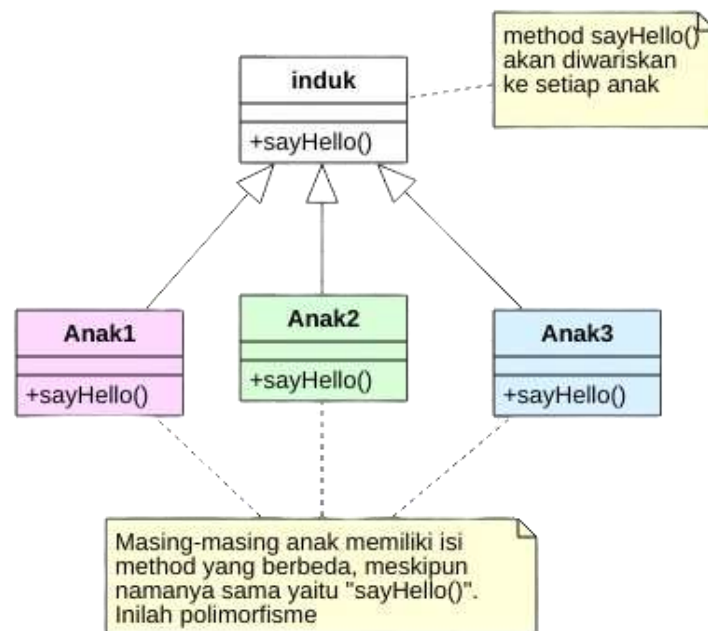 method sayHello()
akan diwariskan
ke setiap anak
induk
+sayHello()
Anak1
+sayHello()
Anak2
+sayHello()
Anak3
+sayHello()
Masing-masing anak memiliki isi
method yang berbeda, meskipun
namanya sama yaitu "sayHello()".
Inilah polimorfisme